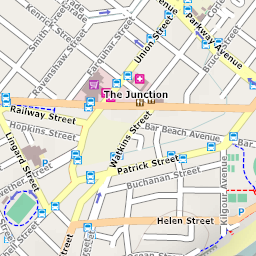 Kenrick Street
Smith
Ravenshaw Street
Farquhar Street
Union Street
Parkway Avenue
Bruce Street
The Junction
Railway Street
Hopkins Street
Watkins Street
Bar Beach Avenue
Lingard Street
Patrick Street
Buchanan Street
Kilgour Avenue
Helen Street